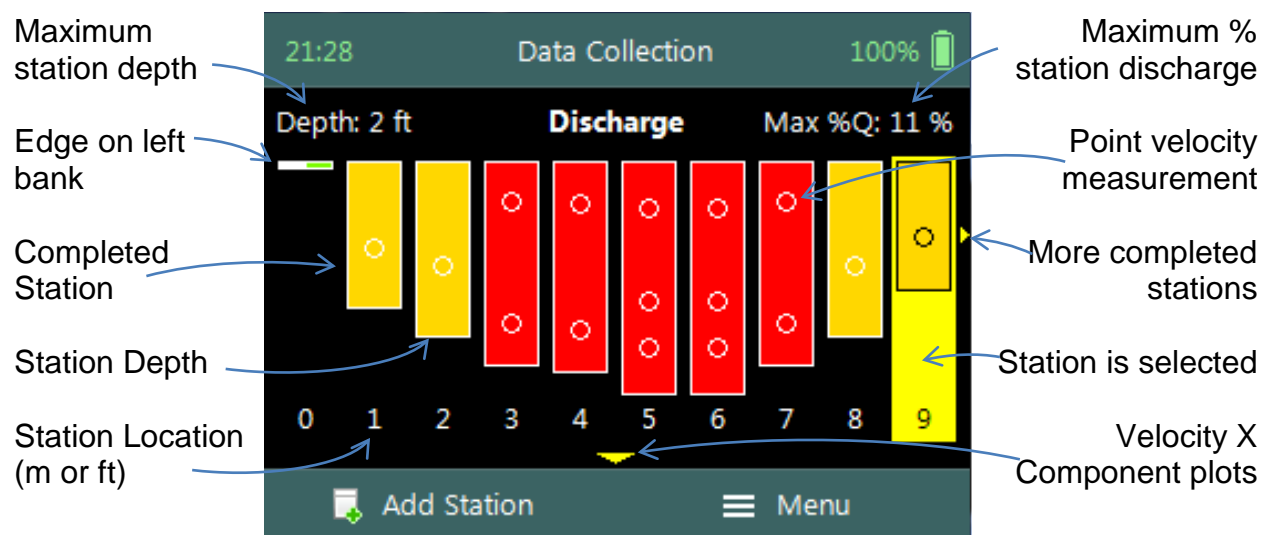 Maximum
station depth
Edge on left
bank
Completed
Station
Station Depth
Station Location
(m or ft)
21:28 Data Collection 100%
Depth: 2 ft Discharge Max %Q: 11 %
0 1 2 3 4 5 6 7 8 9
Add Station Menu
Maximum %
station discharge
Point velocity
measurement
More completed
stations
Station is selected
Velocity X
Component plots